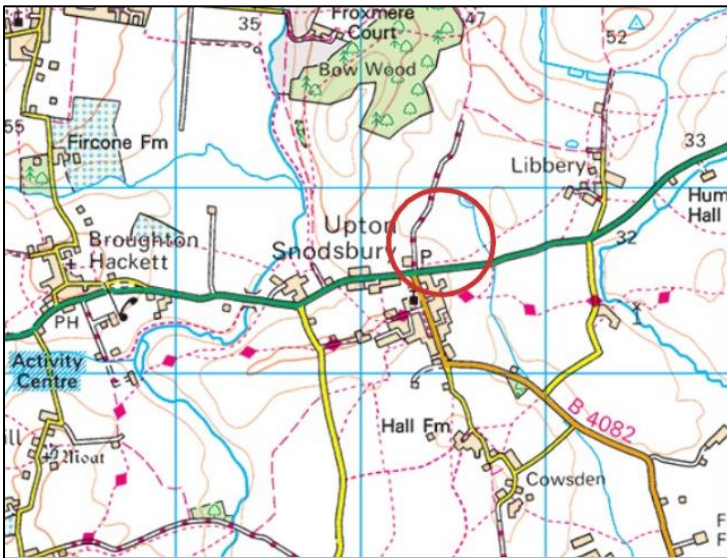 35
Froxmere
Court
47
52
Bow Wood
55
Fircone Fm
33
Libbery
Hum
Hall
Upton
Snodsbury
P
32
Broughton
Hackett
PH
Activity
Centre
B 4082
Hall Fm
ill
Moat
Cowsden
F
F